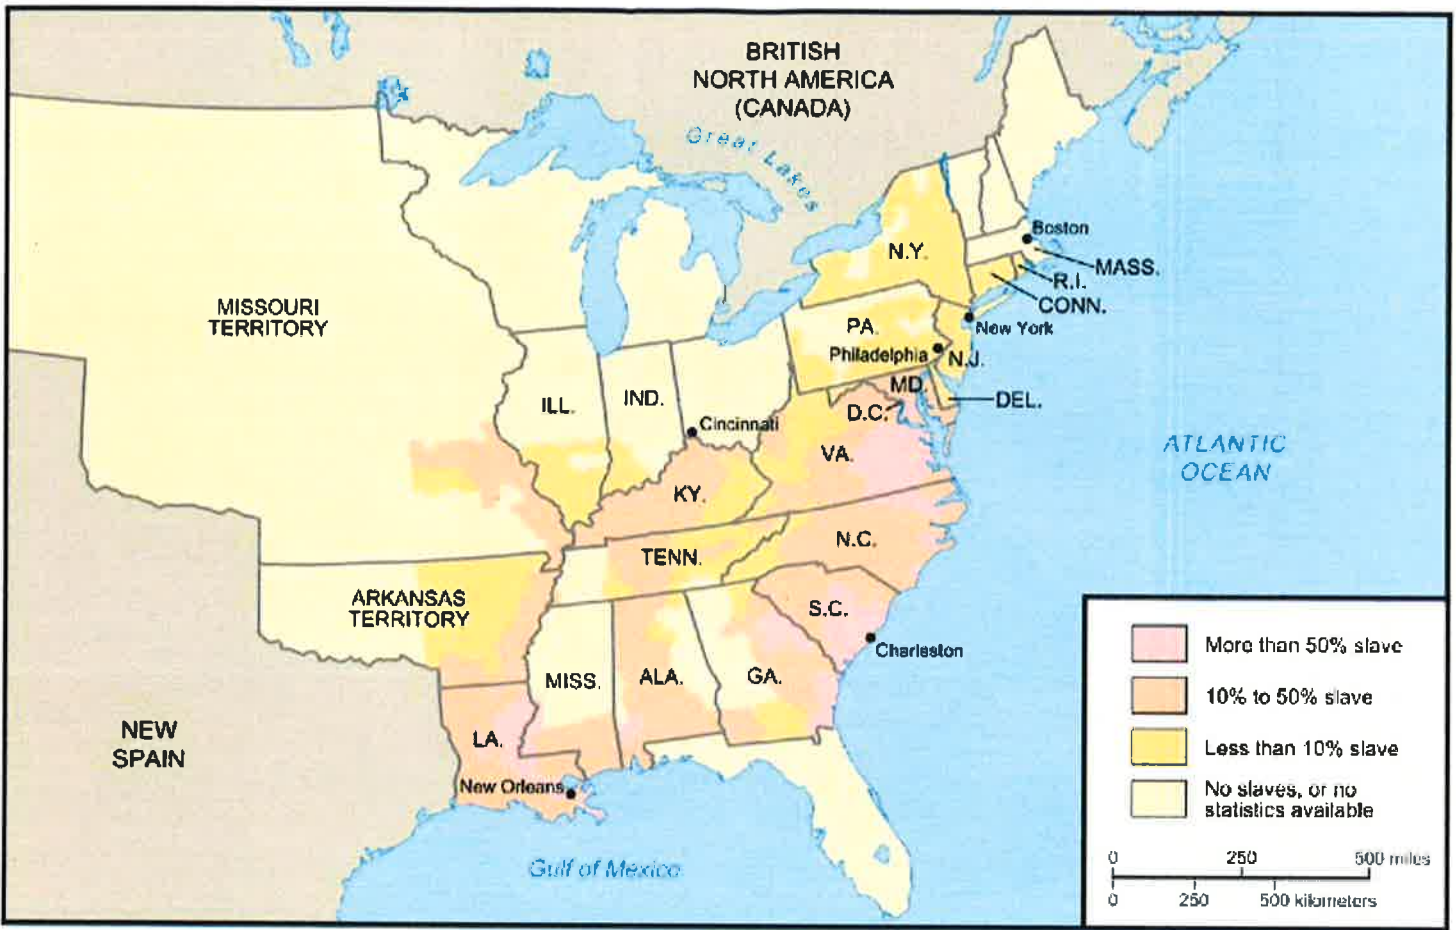 BRITISH
NORTH AMERICA
(CANADA)
Great Lakes
Boston
MASS.
R.I.
CONN.
N.Y.
New York
PA.
Philadelphia
N.J.
MISSOURI
TERRITORY
MD.
DEL.
D.C.
ILL.
IND.
Cincinnati
VA.
ATLANTIC
OCEAN
KY.
N.C.
TENN.
ARKANSAS
TERRITORY
S.C.
Charleston
MISS.
ALA.
GA.
NEW
SPAIN
LA.
New Orleans
Gulf of Mexico
More than 50% slave
10% to 50% slave
Less than 10% slave
No slaves, or no
statistics available
0 250 500 miles
0 250 500 kilometers